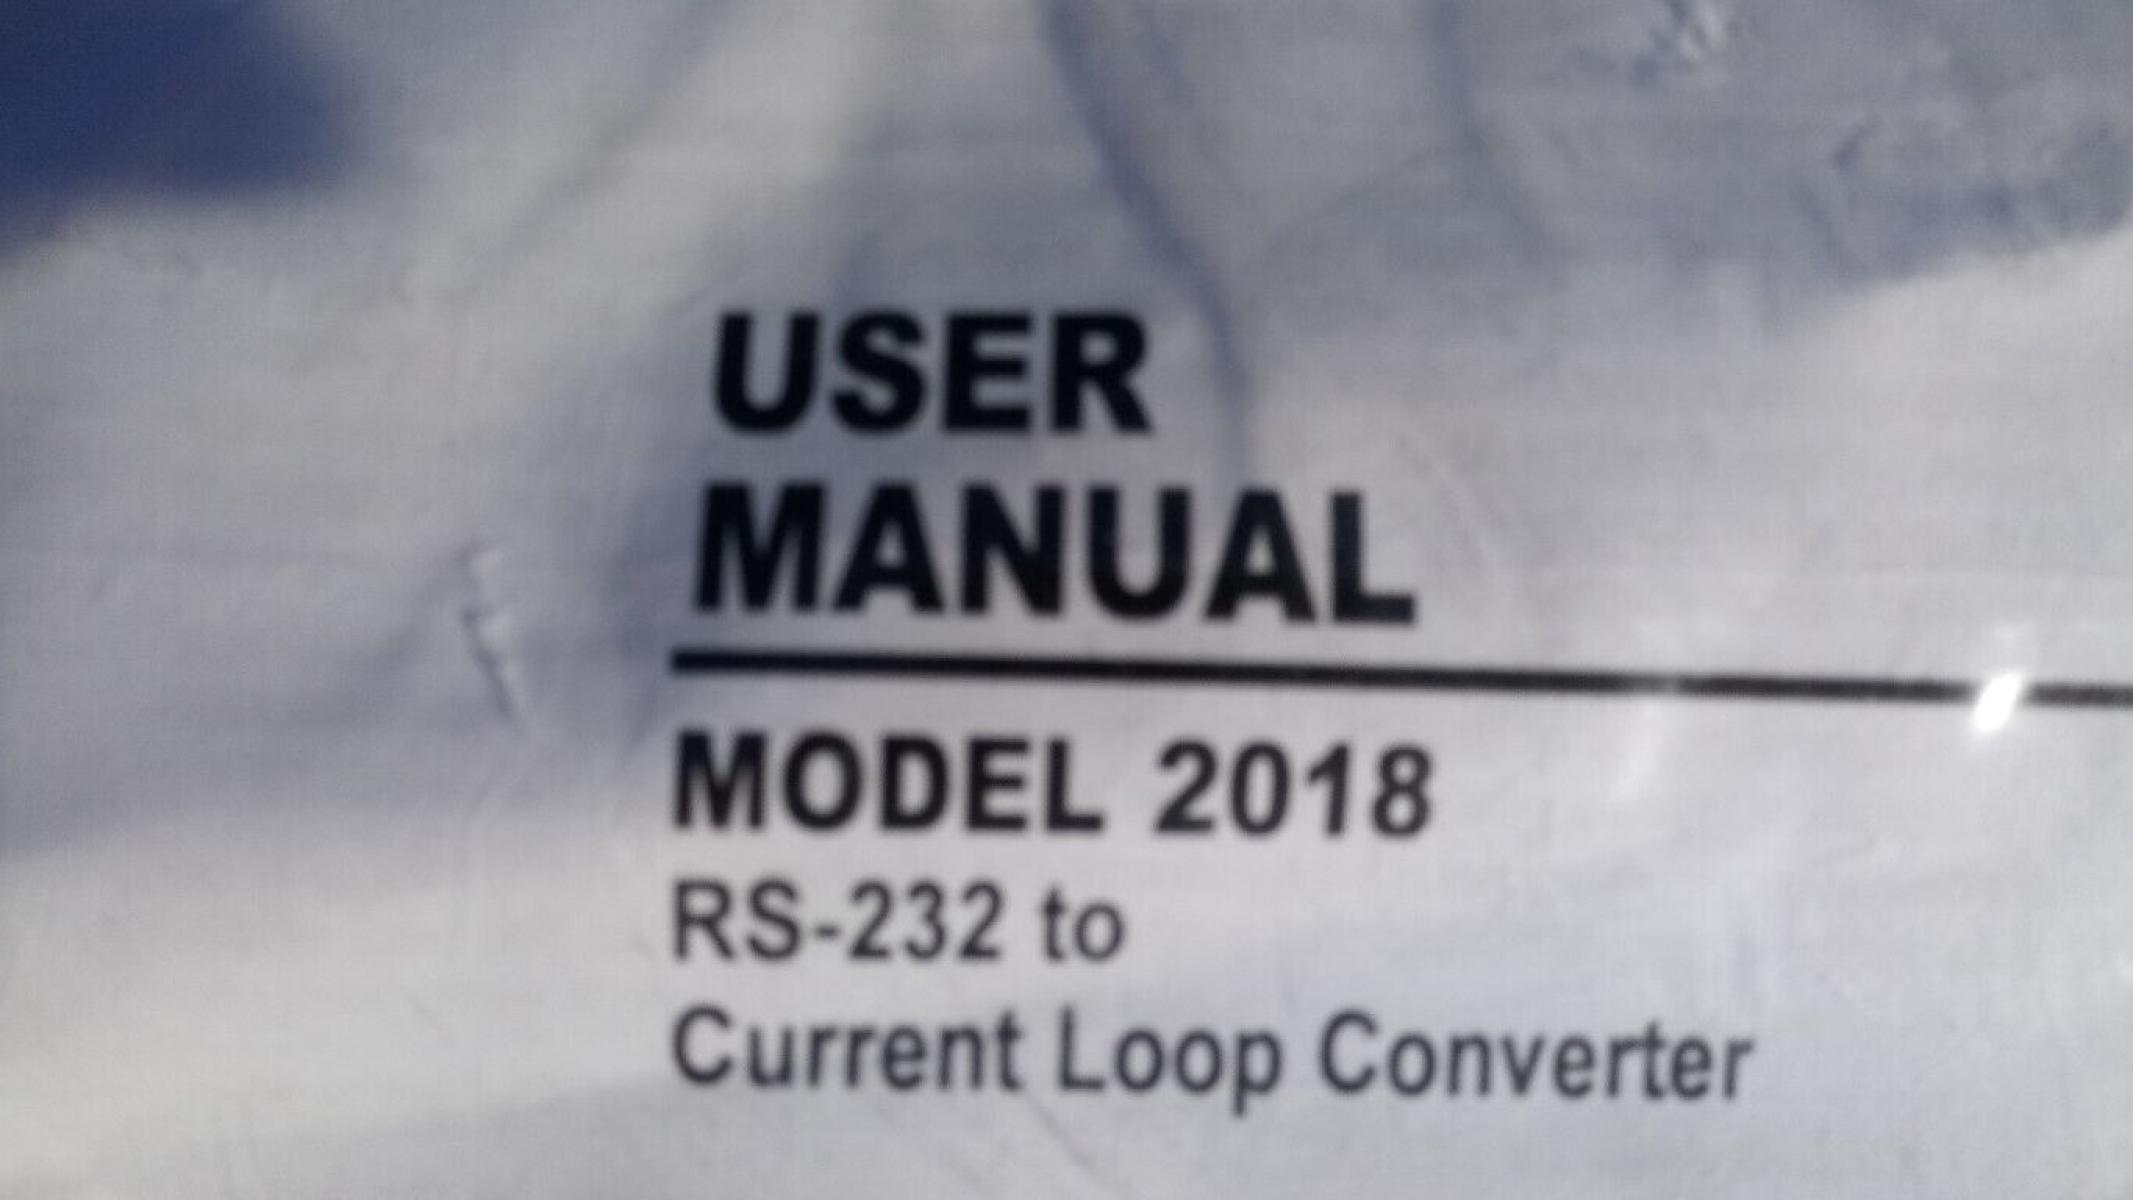 USER
MANUAL
MODEL 2018
RS-232 to
Current Loop Converter